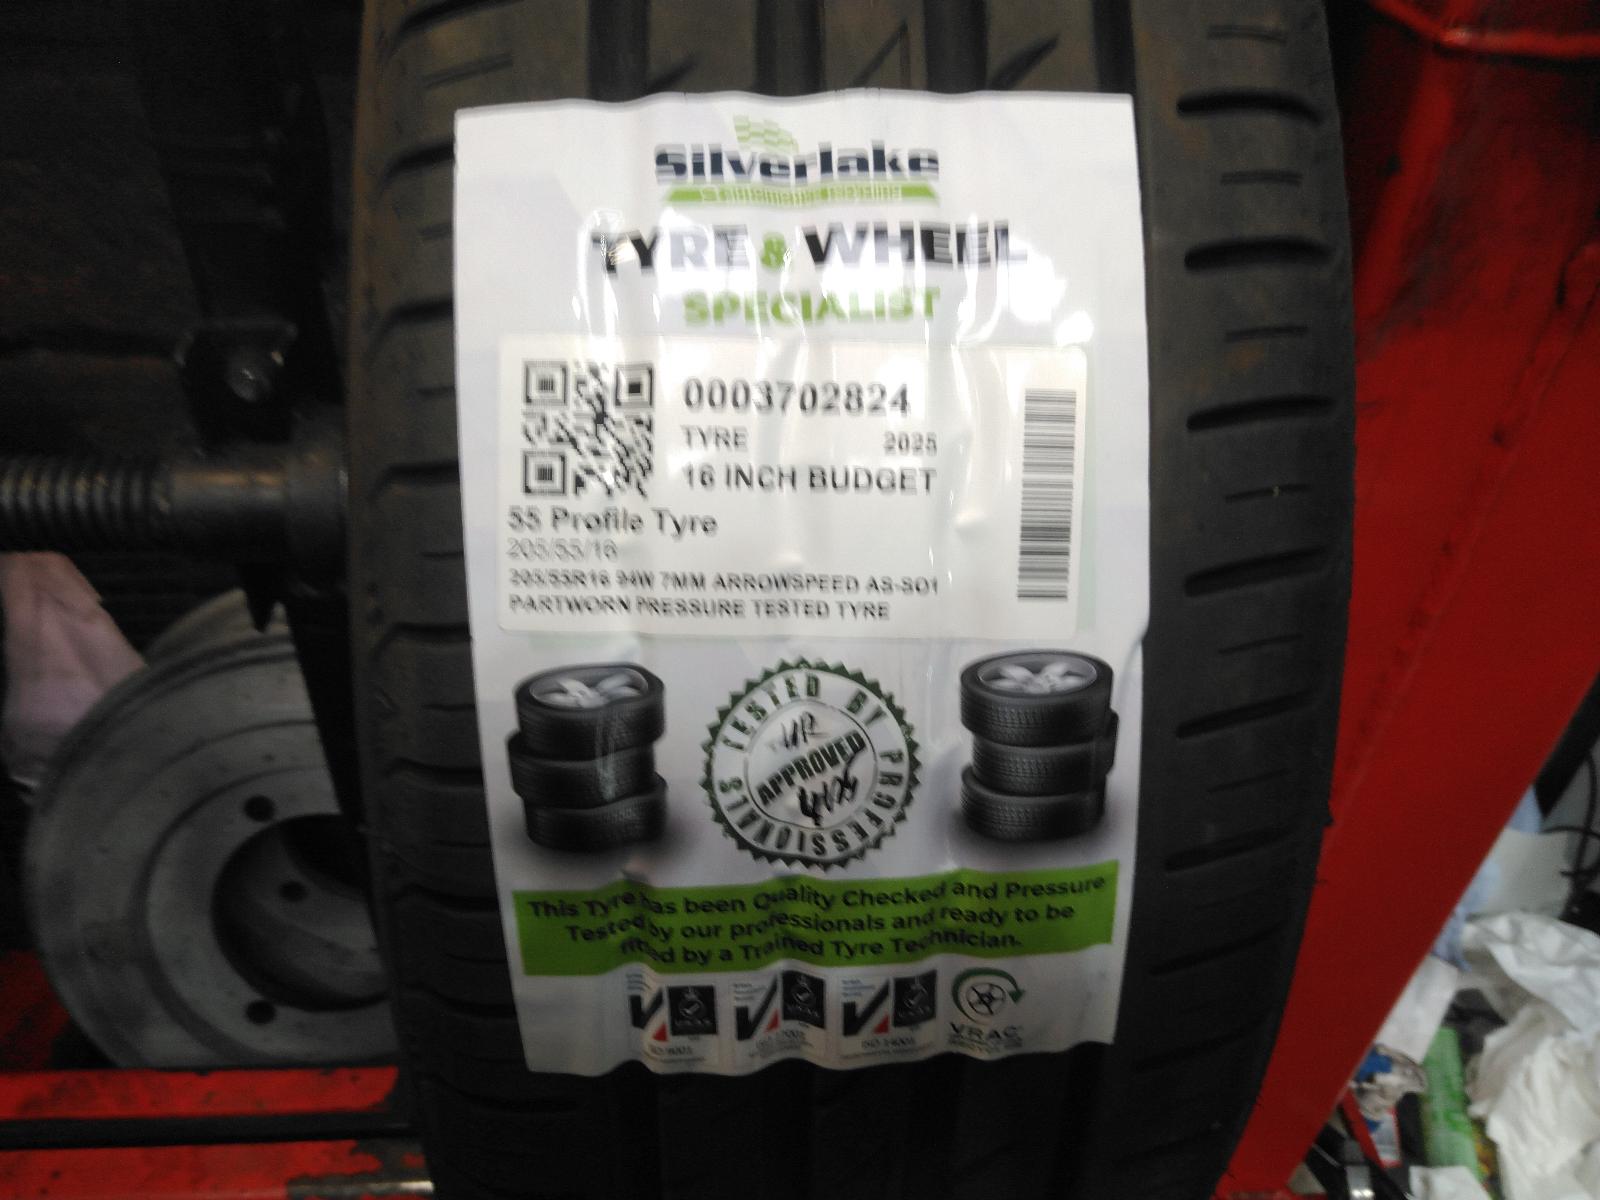 Silverlake
TYRE & WHEEL
SPECIALIST
0003702824
TYRE 2025
16 INCH BUDGET
55 Profile Tyre
205/55/16
205/55R16 94W 7MM ARROWSPEED AS-SO1
PARTWORN PRESSURE TESTED TYRE
TESTED BY PROFESSIONALS
APPROVED
This Tyre has been Quality Checked and Pressure
Tested by our professionals and ready to be
fitted by a Trained Tyre Technician.
VRAC